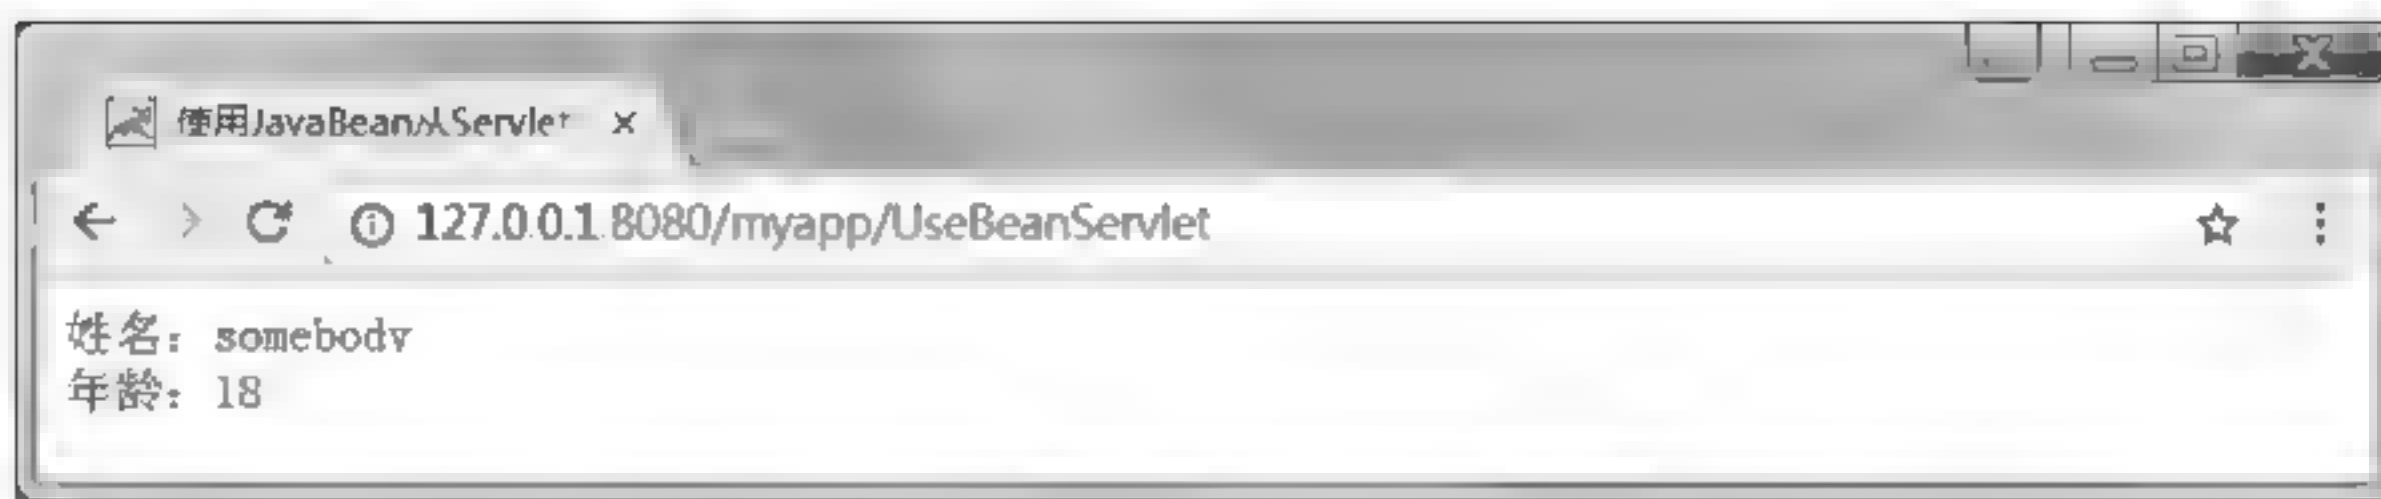 使用JavaBean从Servlet
127.0.0.1:8080/myapp/UseBeanServlet
姓名：somebody
年龄：18